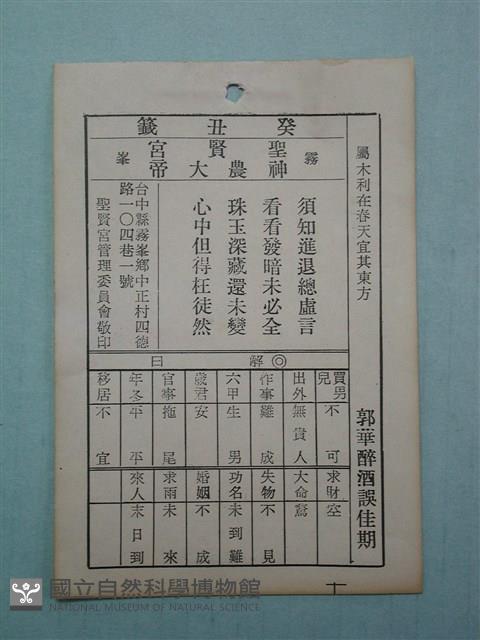 屬木利在春天宜其東方
郭華醉酒誤佳期
癸丑籤
霧峯
聖賢宮
神農大帝
須知進退總虛言
看看發暗未必全
珠玉深藏還未變
心中但得枉徒然
台中縣霧峯鄉中正村四德
路一〇四巷一號
聖賢宮管理委員會敬印
◎解曰
買男兒 不可
求財 空
出外 無貴人
大命 驚
作事 難成
失物 不見
六甲 生男
功名 未到難
歲君 安
婚姻 不成
官事 拖尾
求雨 未來
年冬 平平
來人 末日到
移居 不宜
國立自然科學博物館
NATIONAL MUSEUM OF NATURAL SCIENCE